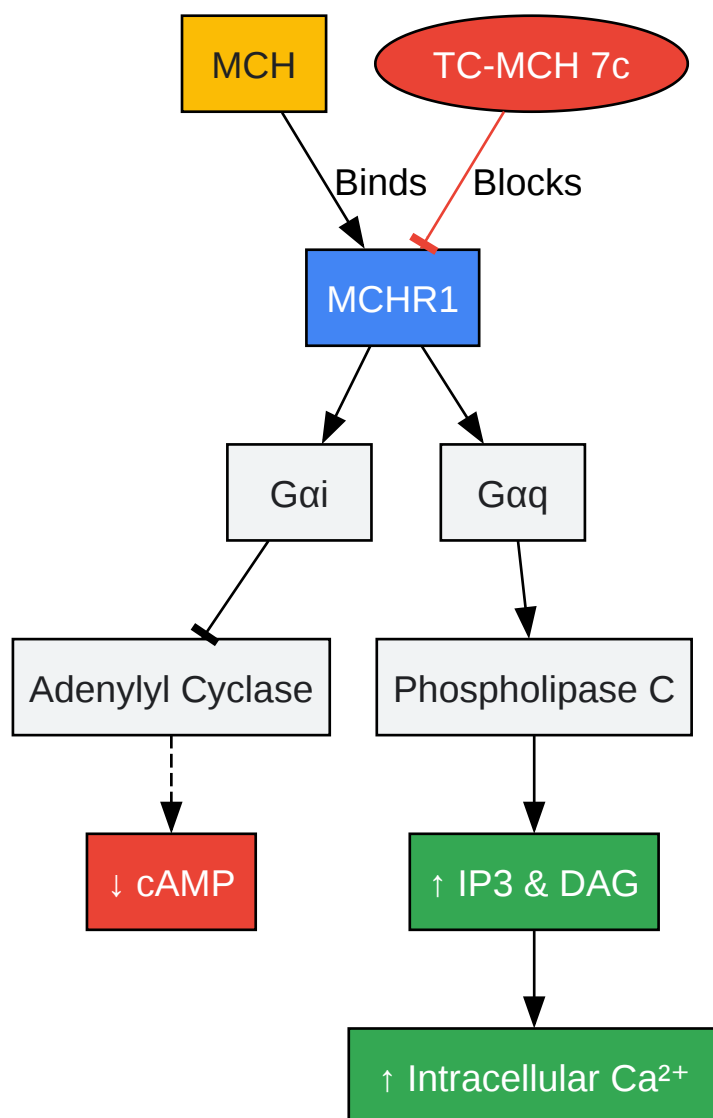 MCH
TC-MCH 7c
Binds
Blocks
MCHR1
Gαi
Gαq
Adenylyl Cyclase
Phospholipase C
↓ cAMP
↑ IP3 & DAG
↑ Intracellular Ca²⁺